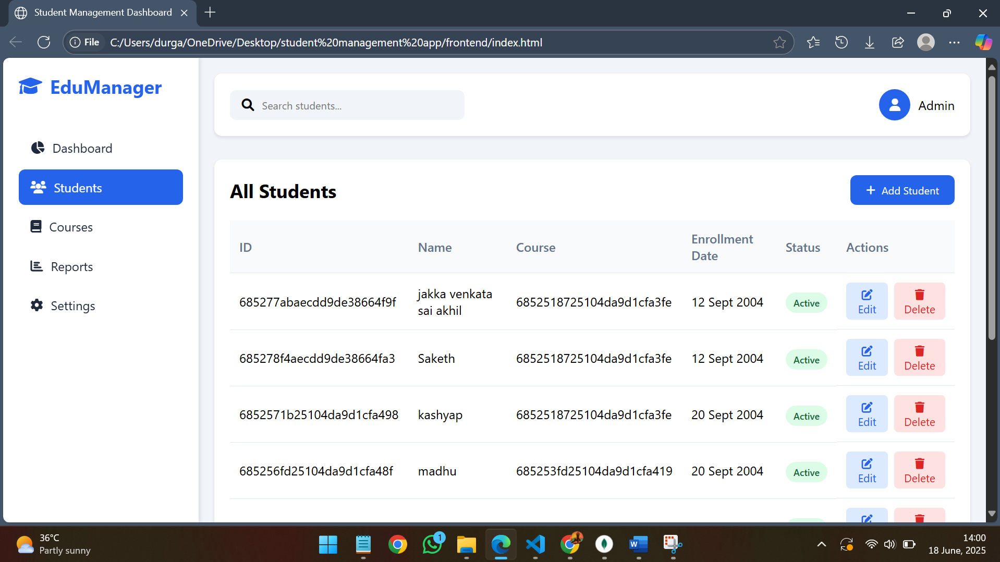 Student Management Dashboard
File C:/Users/durga/OneDrive/Desktop/student%20management%20app/frontend/index.html
EduManager
Dashboard
Students
Courses
Reports
Settings
Search students...
Admin
All Students
Add Student
ID Name Course Enrollment Date Status Actions
685277abaecdd9de38664f9f jakka venkata sai akhil 6852518725104da9d1cfa3fe 12 Sept 2004 Active Edit Delete
685278f4aecdd9de38664fa3 Saketh 6852518725104da9d1cfa3fe 12 Sept 2004 Active Edit Delete
6852571b25104da9d1cfa498 kashyap 6852518725104da9d1cfa3fe 20 Sept 2004 Active Edit Delete
685256fd25104da9d1cfa48f madhu 685253fd25104da9d1cfa419 20 Sept 2004 Active Edit Delete
36°C
Partly sunny
1
W
14:00
18 June, 2025